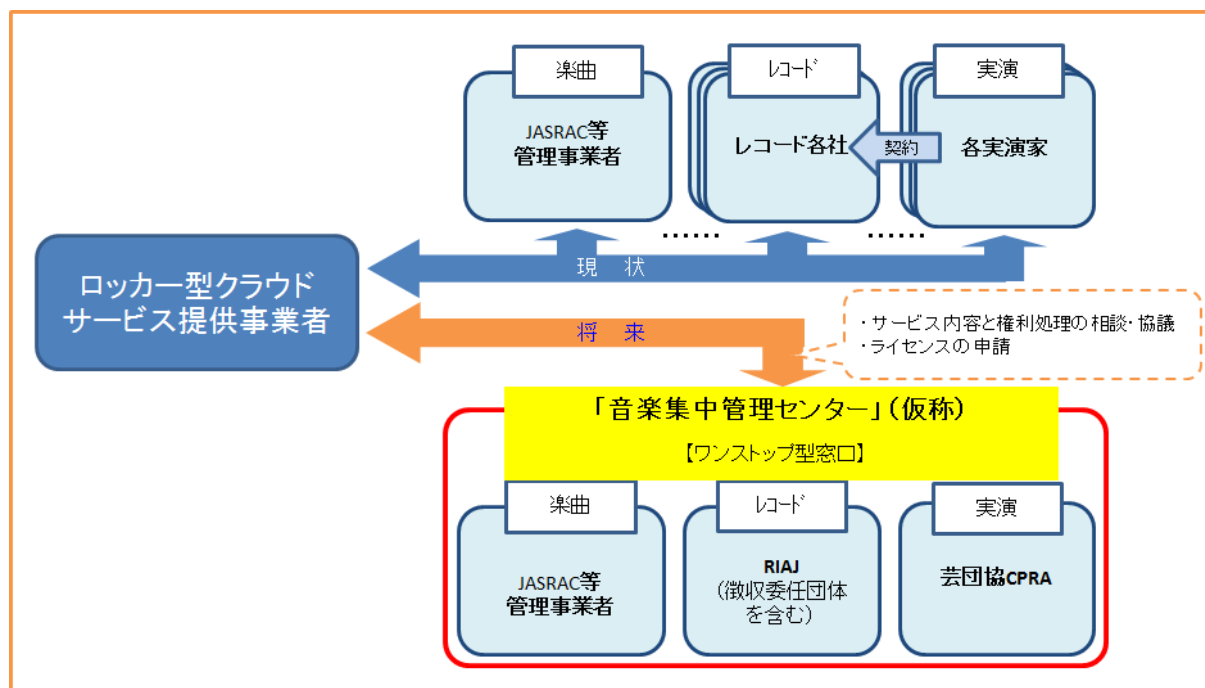 楽曲
レコード
実演
JASRAC等
管理事業者
レコード各社
契約
各実演家
……
……
現 状
ロッカー型クラウド
サービス提供事業者
将 来
・サービス内容と権利処理の相談・協議
・ライセンスの申請
「音楽集中管理センター」(仮称)
【ワンストップ型窓口】
楽曲
レコード
実演
JASRAC等
管理事業者
RIAJ
(徴収委任団体
を含む)
芸団協CPRA